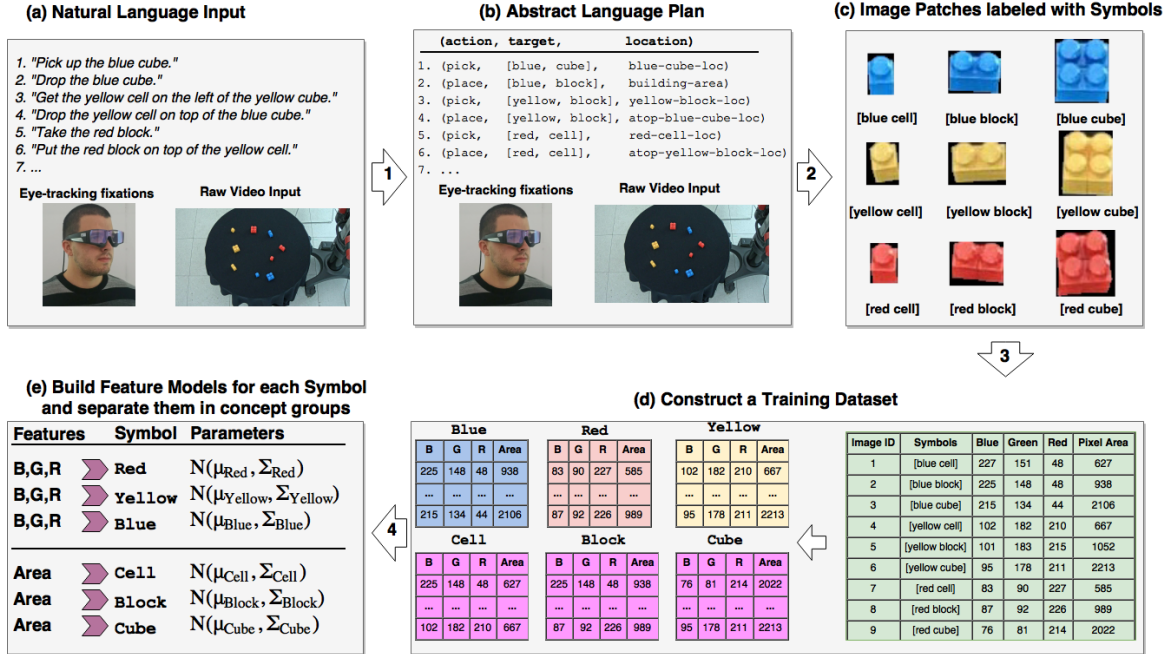 (a) Natural Language Input
1. "Pick up the blue cube."
2. "Drop the blue cube."
3. "Get the yellow cell on the left of the yellow cube."
4. "Drop the yellow cell on top of the blue cube."
5. "Take the red block."
6. "Put the red block on top of the yellow cell."
7. ...
Eye-tracking fixations
Raw Video Input
1
(b) Abstract Language Plan
(action, target, location)
1. (pick, [blue, cube], blue-cube-loc)
2. (place, [blue, block], building-area)
3. (pick, [yellow, block], yellow-block-loc)
4. (place, [yellow, block], atop-blue-cube-loc)
5. (pick, [red, cell], red-cell-loc)
6. (place, [red, cell], atop-yellow-block-loc)
7. ...
Eye-tracking fixations
Raw Video Input
2
(c) Image Patches labeled with Symbols
[blue cell] [blue block] [blue cube]
[yellow cell] [yellow block] [yellow cube]
[red cell] [red block] [red cube]
3
(d) Construct a Training Dataset
Image ID Symbols Blue Green Red Pixel Area
1 [blue cell] 227 151 48 627
2 [blue block] 225 148 48 938
3 [blue cube] 215 134 44 2106
4 [yellow cell] 102 182 210 667
5 [yellow block] 101 183 215 1052
6 [yellow cube] 95 178 211 2213
7 [red cell] 83 90 227 585
8 [red block] 87 92 226 989
9 [red cube] 76 81 214 2022
Blue
B G R Area
225 148 48 938
... ... ... ...
215 134 44 2106
Red
B G R Area
83 90 227 585
... ... ... ...
87 92 226 989
Yellow
B G R Area
102 182 210 667
... ... ... ...
95 178 211 2213
Cell
B G R Area
225 148 48 627
... ... ... ...
102 182 210 667
Block
B G R Area
225 148 48 938
... ... ... ...
87 92 226 989
Cube
B G R Area
76 81 214 2022
... ... ... ...
95 178 211 2213
4
(e) Build Feature Models for each Symbol
and separate them in concept groups
Features Symbol Parameters
B,G,R Red N(μRed, ΣRed)
B,G,R Yellow N(μYellow, ΣYellow)
B,G,R Blue N(μBlue, ΣBlue)
Area Cell N(μCell, ΣCell)
Area Block N(μBlock, ΣBlock)
Area Cube N(μCube, ΣCube)